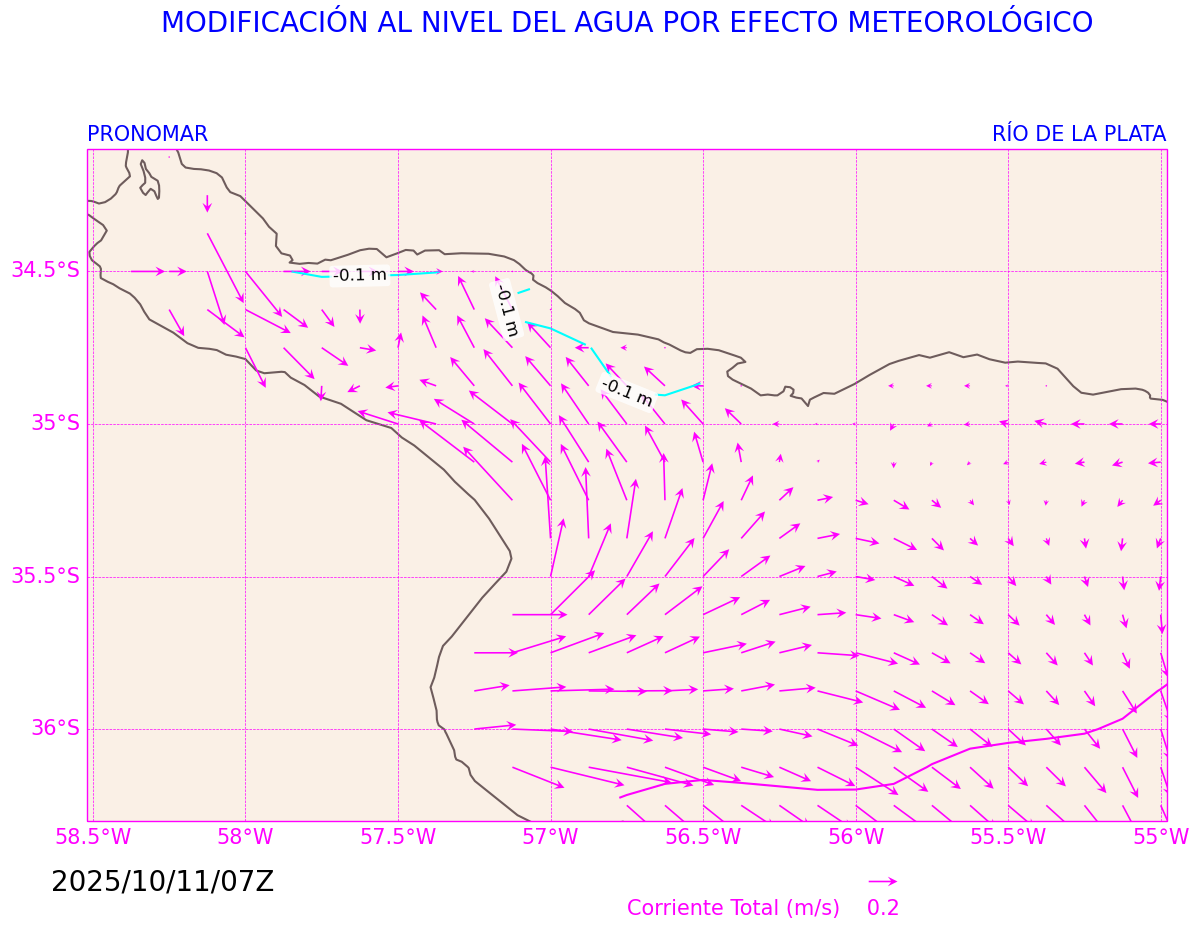 MODIFICACIÓN AL NIVEL DEL AGUA POR EFECTO METEOROLÓGICO
PRONOMAR RÍO DE LA PLATA
34.5°S
35°S
35.5°S
36°S
-0.1 m
-0.1 m
-0.1 m
58.5°W 58°W 57.5°W 57°W 56.5°W 56°W 55.5°W 55°W
2025/10/11/07Z
Corriente Total (m/s) 0.2